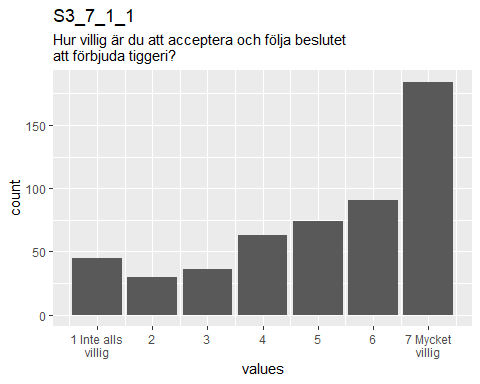 S3_7_1_1
Hur villig är du att acceptera och följa beslutet
att förbjuda tiggeri?
count
150
100
50
0
1 Inte alls
villig
2
3
4
5
6
7 Mycket
villig
values